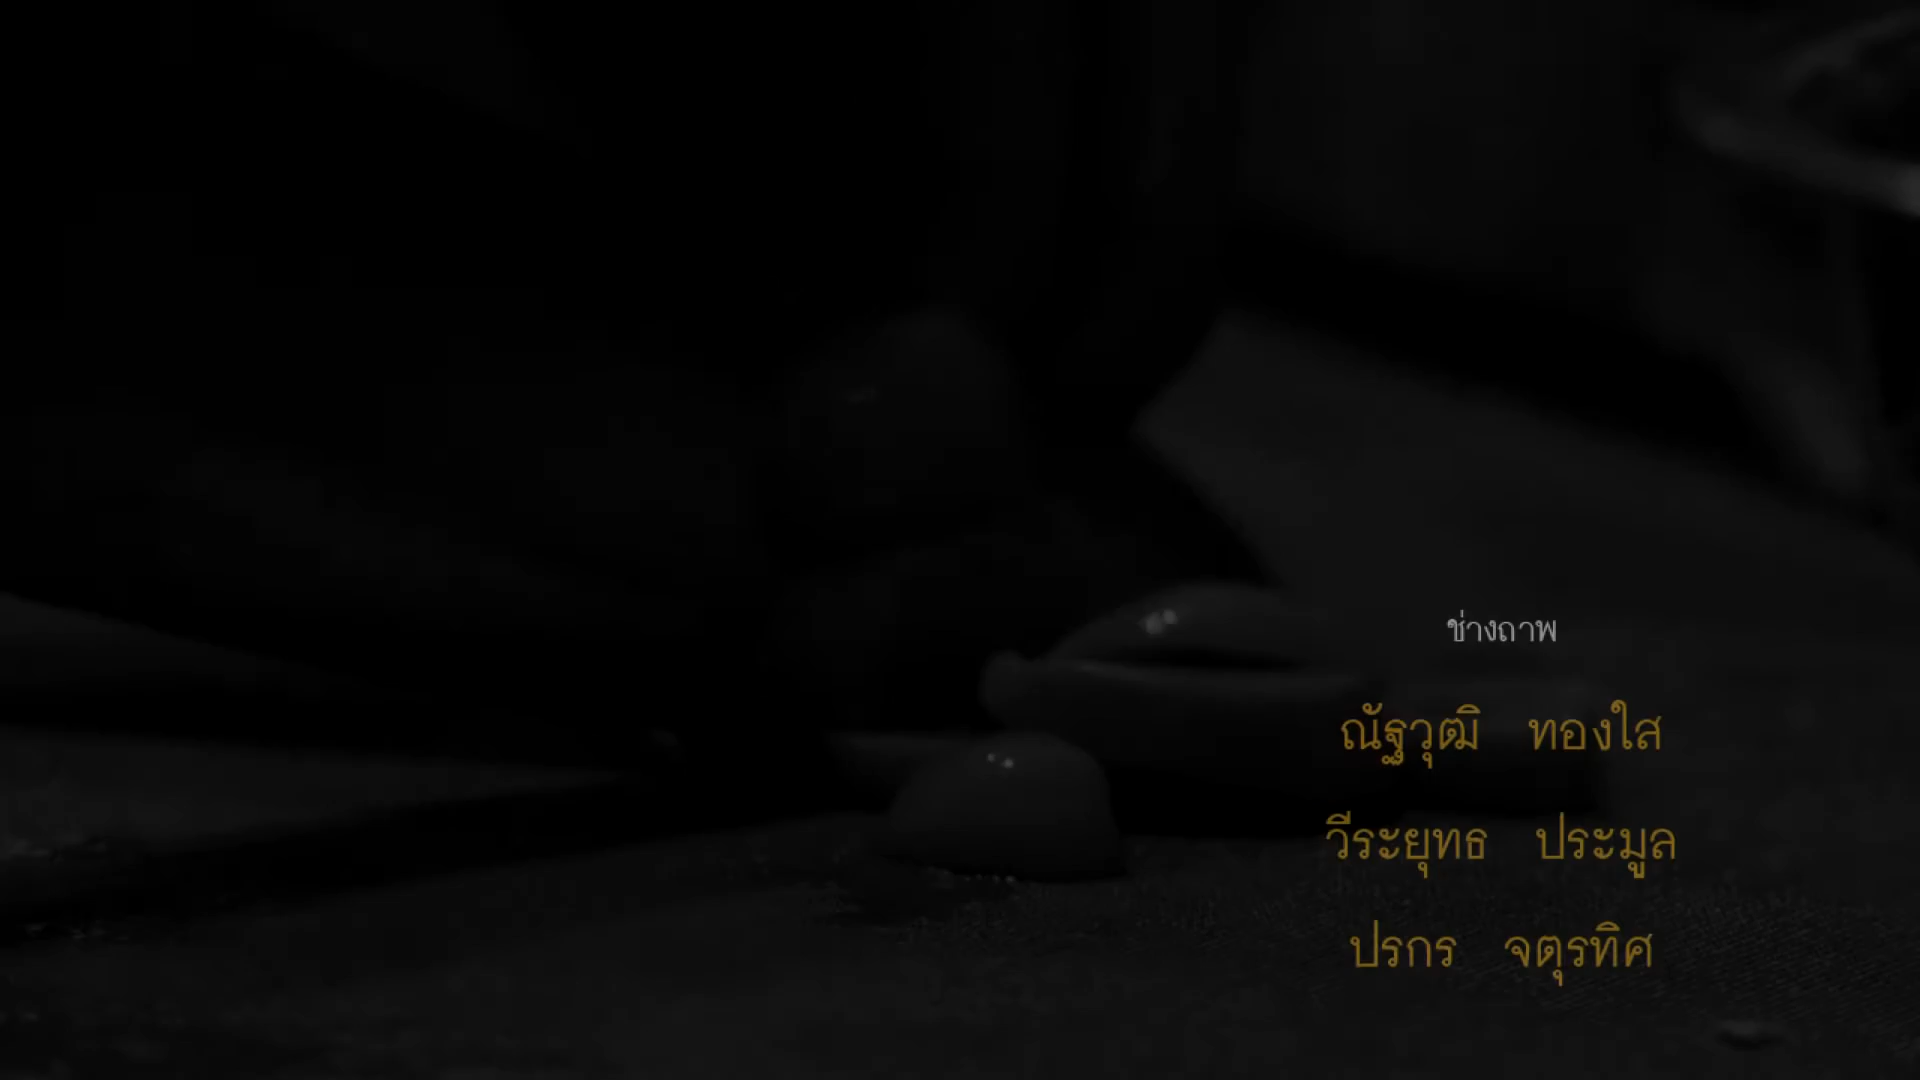 ช่างถาพ
ณัฐวุฒิ ทองใส
วีระยุทธ ประมูล
ปรกร จตุรทิศ